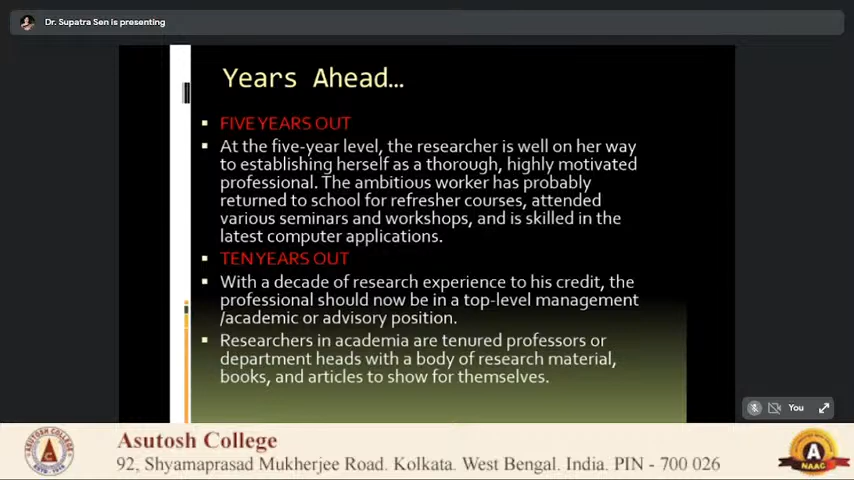 Dr. Supatra Sen is presenting
Years Ahead...
FIVE YEARS OUT
At the five-year level, the researcher is well on her way
to establishing herself as a thorough, highly motivated
professional. The ambitious worker has probably
returned to school for refresher courses, attended
various seminars and workshops, and is skilled in the
latest computer applications.
TEN YEARS OUT
With a decade of research experience to his credit, the
professional should now be in a top-level management
/academic or advisory position.
Researchers in academia are tenured professors or
department heads with a body of research material,
books, and articles to show for themselves.
You
Asutosh College
92, Shyamaprasad Mukherjee Road. Kolkata. West Bengal. India. PIN - 700 026
ASUTOSH COLLEGE
A
NAAC